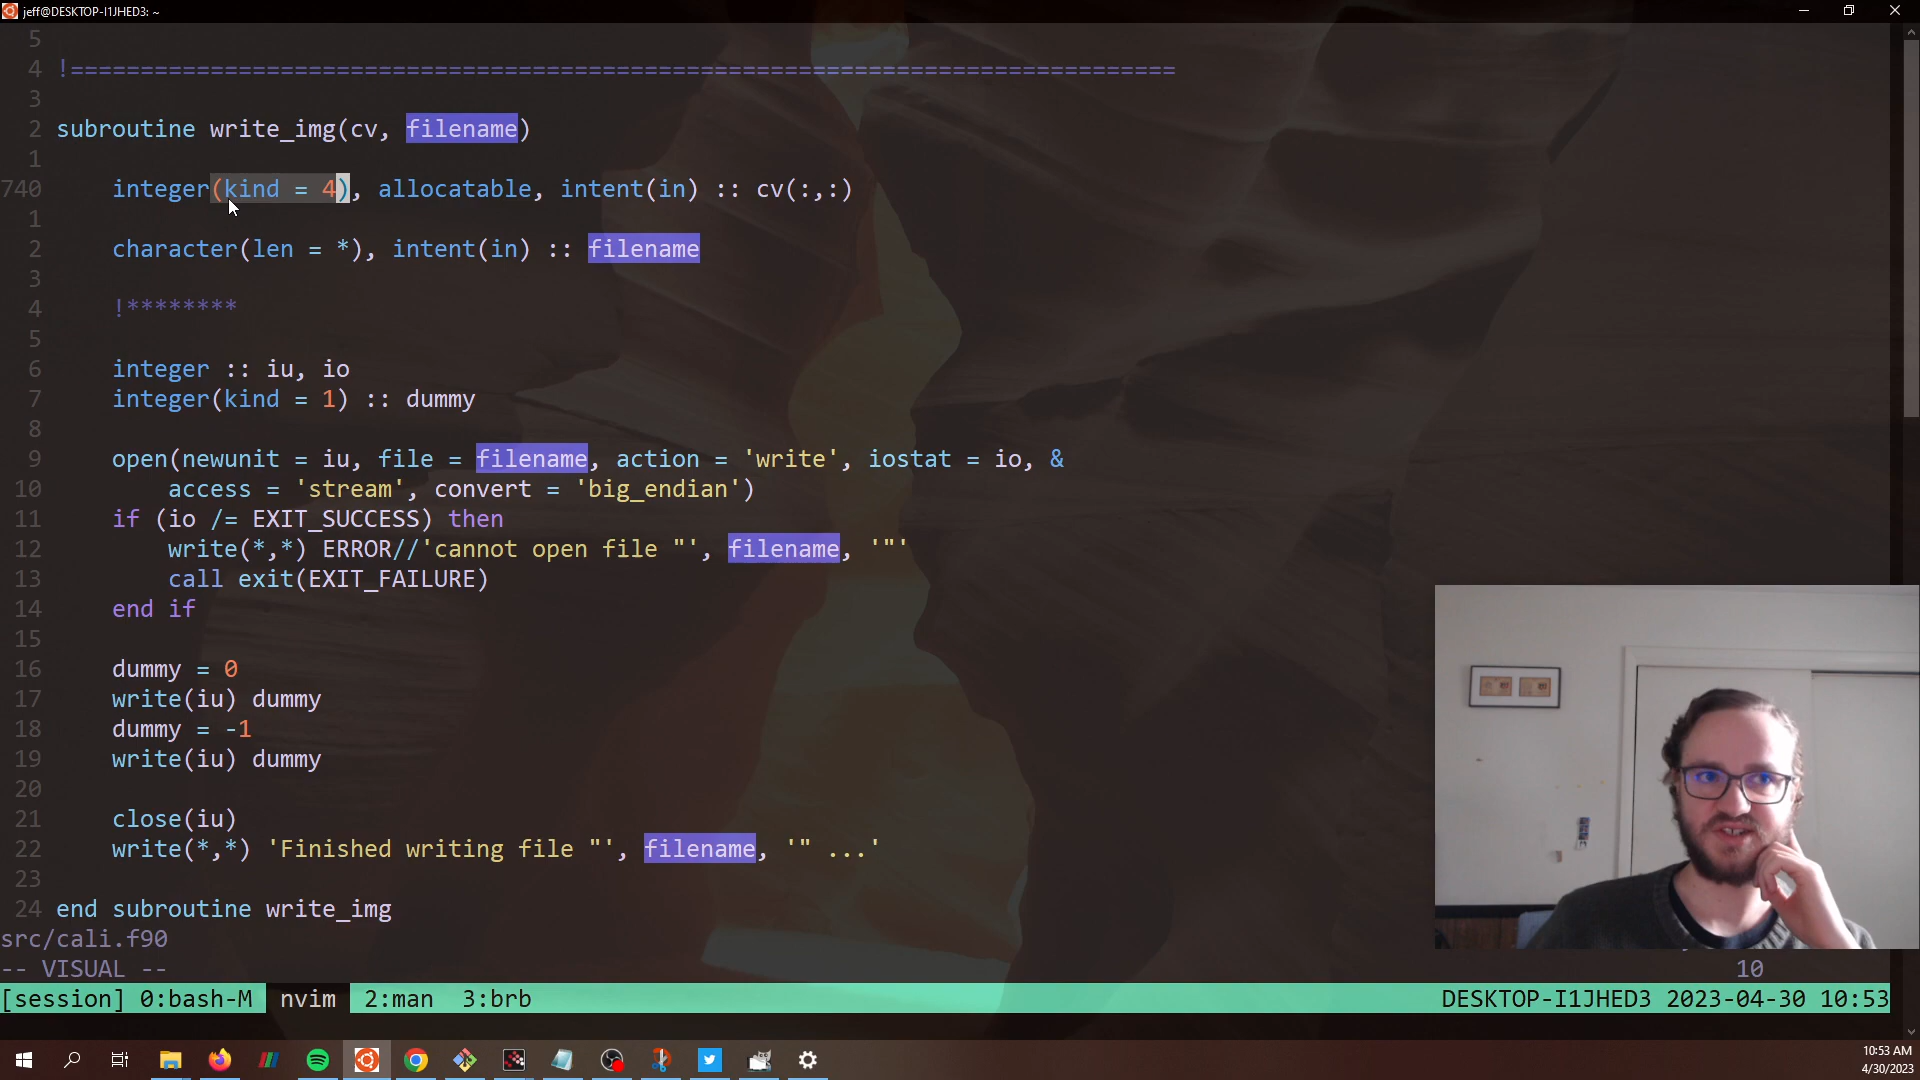 jeff@DESKTOP-I1JHED3: ~
5
4 !===============================================================================
3
2 subroutine write_img(cv, filename)
1
740 integer(kind = 4), allocatable, intent(in) :: cv(:,:)
1
2 character(len = *), intent(in) :: filename
3
4 !********
5
6 integer :: iu, io
7 integer(kind = 1) :: dummy
8
9 open(newunit = iu, file = filename, action = 'write', iostat = io, &
10 access = 'stream', convert = 'big_endian')
11 if (io /= EXIT_SUCCESS) then
12 write(*,*) ERROR//'cannot open file "', filename, '"'
13 call exit(EXIT_FAILURE)
14 end if
15
16 dummy = 0
17 write(iu) dummy
18 dummy = -1
19 write(iu) dummy
20
21 close(iu)
22 write(*,*) 'Finished writing file "', filename, '" ...'
23
24 end subroutine write_img
src/cali.f90
-- VISUAL -- 10
[session] 0:bash-M nvim 2:man 3:brb DESKTOP-I1JHED3 2023-04-30 10:53
10:53 AM
4/30/2023